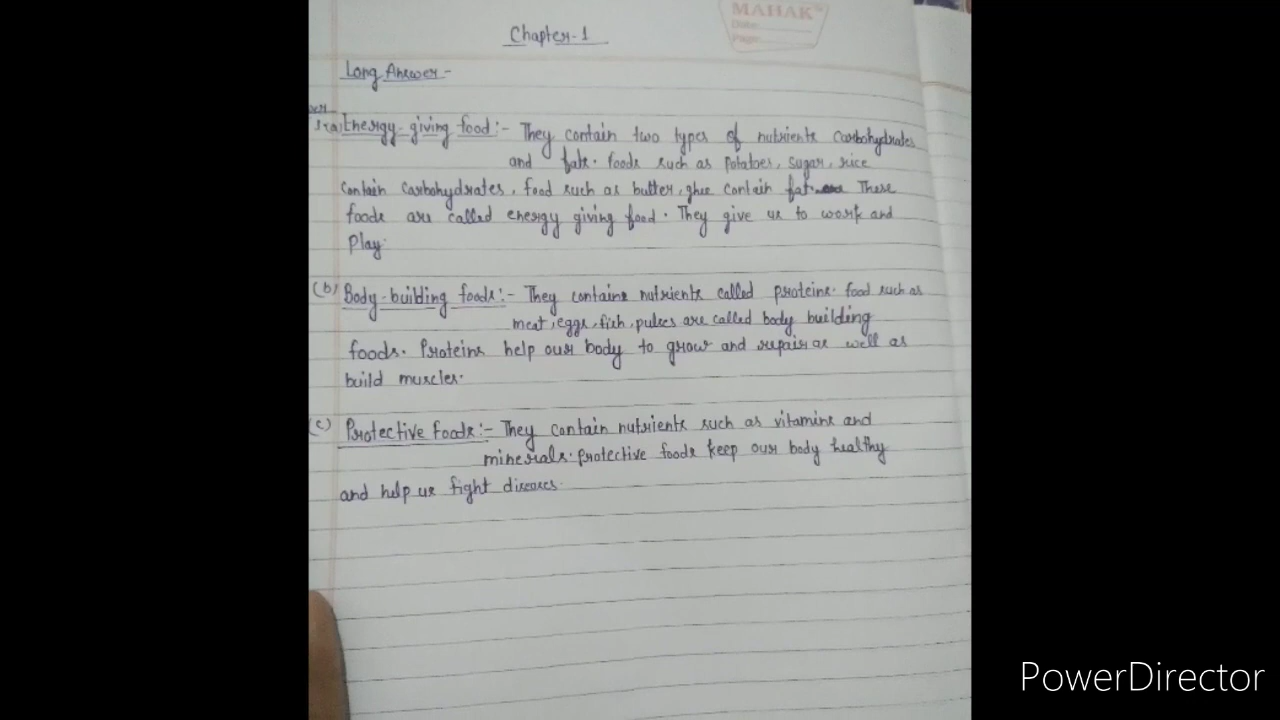 MAHAK
Date:
Page:
Chapter-1
Long Answer-
Energy-giving food:- They contain two types of nutrients carbohydrates
and fats. foods such as potatoes, sugar, rice
contain carbohydrates, food such as butter, ghee contain fat These
foods are called energy giving food. They give us to work and
Play.
(b) Body-building foods:- They contains nutrients called proteins. food such as
meat, eggs, fish, pulses are called body building
foods. Proteins help our body to grow and repair as well as
build muscles.
(c) Protective foods:- They contain nutrients such as vitamins and
minerals. protective foods keep our body healthy
and help us fight diseases.
PowerDirector